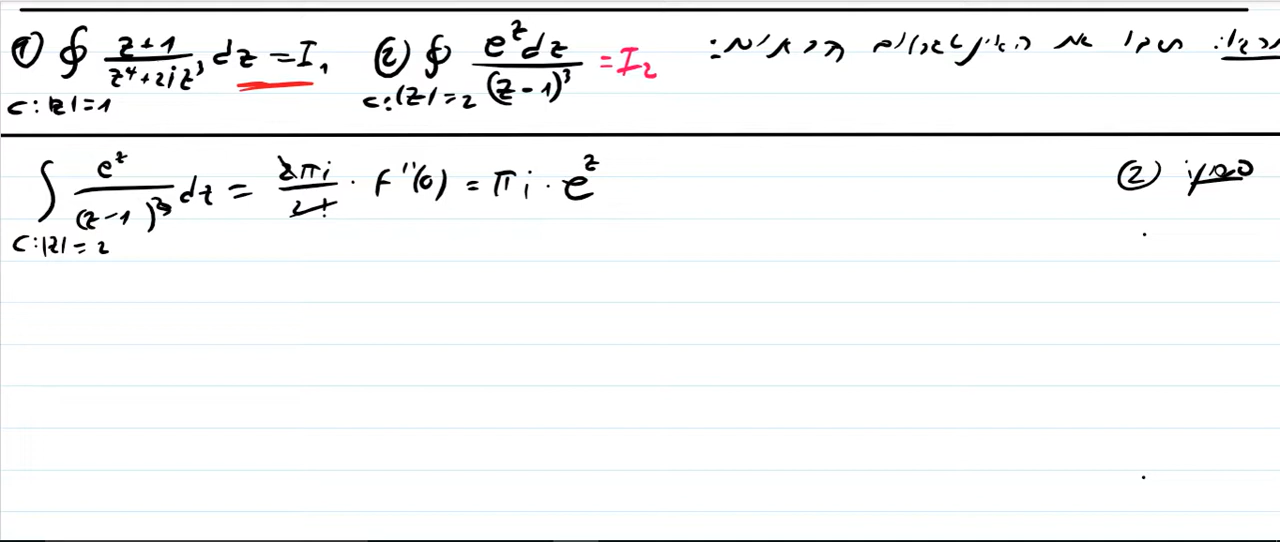 תרגיל: חשבו את האינטגרלים הבאים: ① ∮_{C:|z|=1} (z+1)/(z⁴+2iz³) dz = I₁ ② ∮_{C:|z|=2} e^z dz/(z-1)³ = I₂
② ∫_{C:|z|=2} e^z/(z-1)³ dz = 2πi/2! · f''(0) = πi · e^z